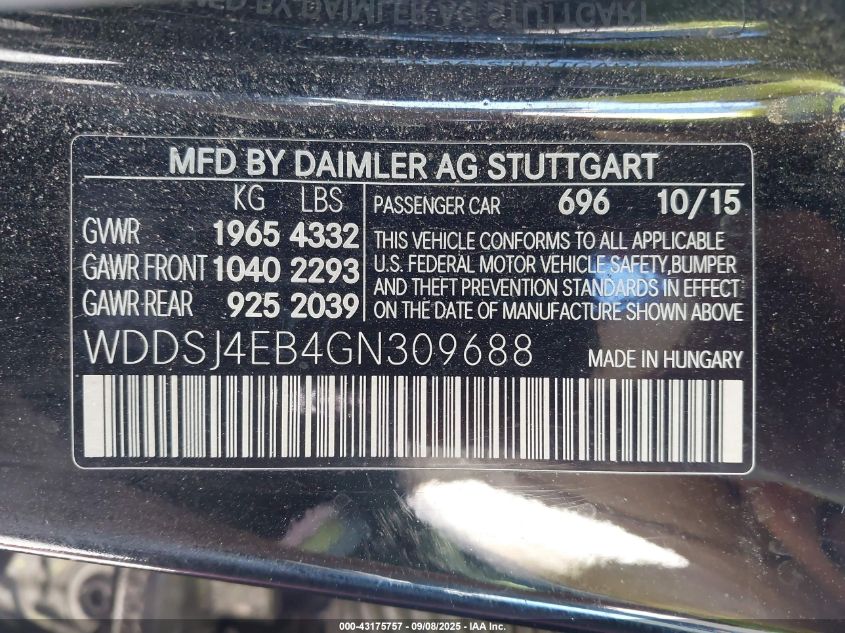 MFD BY DAIMLER AG STUTTGART
KG LBS PASSENGER CAR 696 10/15
GVWR 1965 4332 THIS VEHICLE CONFORMS TO ALL APPLICABLE
GAWR FRONT 1040 2293 U.S. FEDERAL MOTOR VEHICLE SAFETY, BUMPER
AND THEFT PREVENTION STANDARDS IN EFFECT
GAWR REAR 925 2039 ON THE DATE OF MANUFACTURE SHOWN ABOVE.
WDDSJ4EB4GN309688 MADE IN HUNGARY
000-43175757 - 09/08/2025 - IAA Inc.